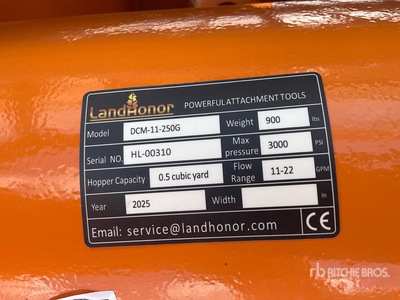 LandHonor POWERFUL ATTACHMENT TOOLS
Model DCM-11-250G Weight 900 lbs
Serial NO. HL-00310 Max pressure 3000 PSI
Hopper Capacity 0.5 cubic yard Flow Range 11-22 GPM
Year 2025 Width in
Email: service@landhonor.com CE
rb RITCHIE BROS.